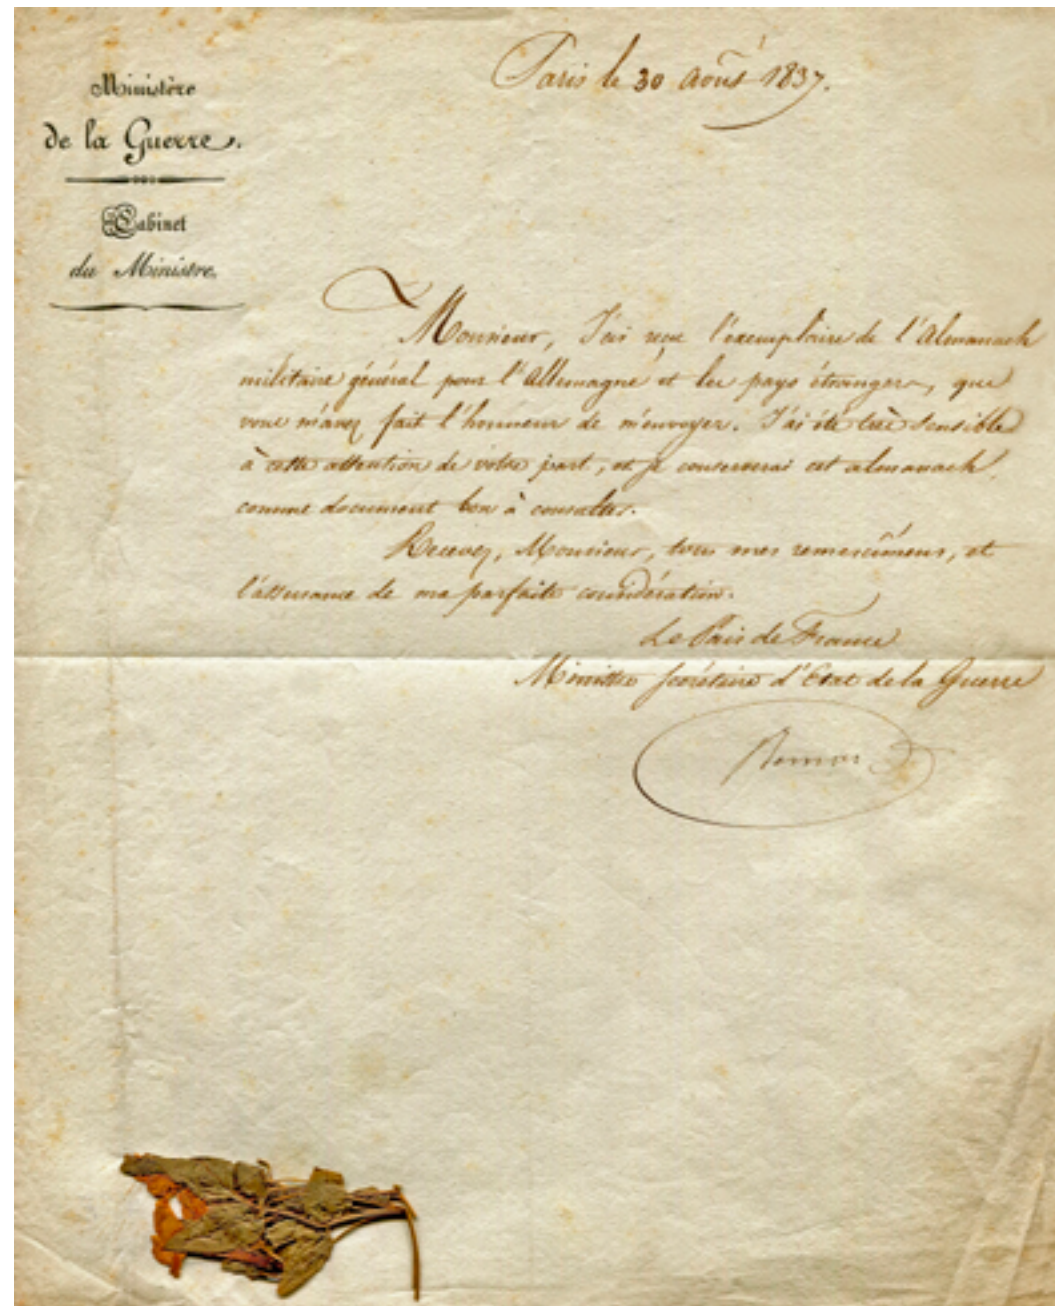 Ministère
de la Guerre.
Cabinet
du Ministre.
Paris le 30 août 1837.
Monsieur, J'ai reçu l'exemplaire de l'Almanach
militaire général pour l'Allemagne et les pays étrangers, que
vous m'avez fait l'honneur de m'envoyer. J'ai été très sensible
à cette attention de votre part, et je conserverai cet almanach
comme document bon à consulter.
Recevez, Monsieur, tous mes remerciments, et
l'assurance de ma parfaite considération.
Le Pair de France
Ministre secrétaire d'Etat de la Guerre